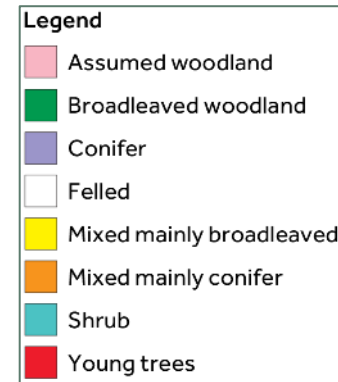 Legend
Assumed woodland
Broadleaved woodland
Conifer
Felled
Mixed mainly broadleaved
Mixed mainly conifer
Shrub
Young trees